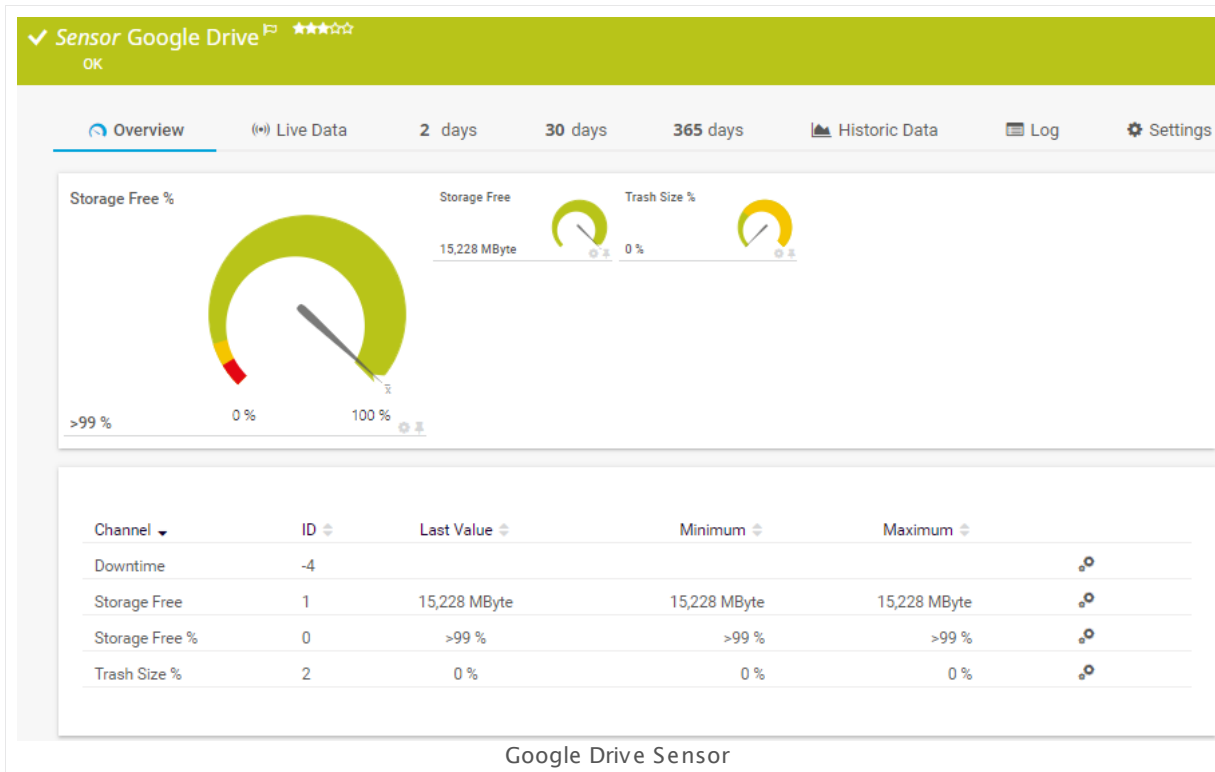 Sensor Google Drive
OK
Overview Live Data 2 days 30 days 365 days Historic Data Log Settings
Storage Free %
>99 %
0 % 100 %
Storage Free
15,228 MByte
Trash Size %
0 %
Channel ID Last Value Minimum Maximum
Downtime -4
Storage Free 1 15,228 MByte 15,228 MByte 15,228 MByte
Storage Free % 0 >99 % >99 % >99 %
Trash Size % 2 0 % 0 % 0 %
Google Drive Sensor